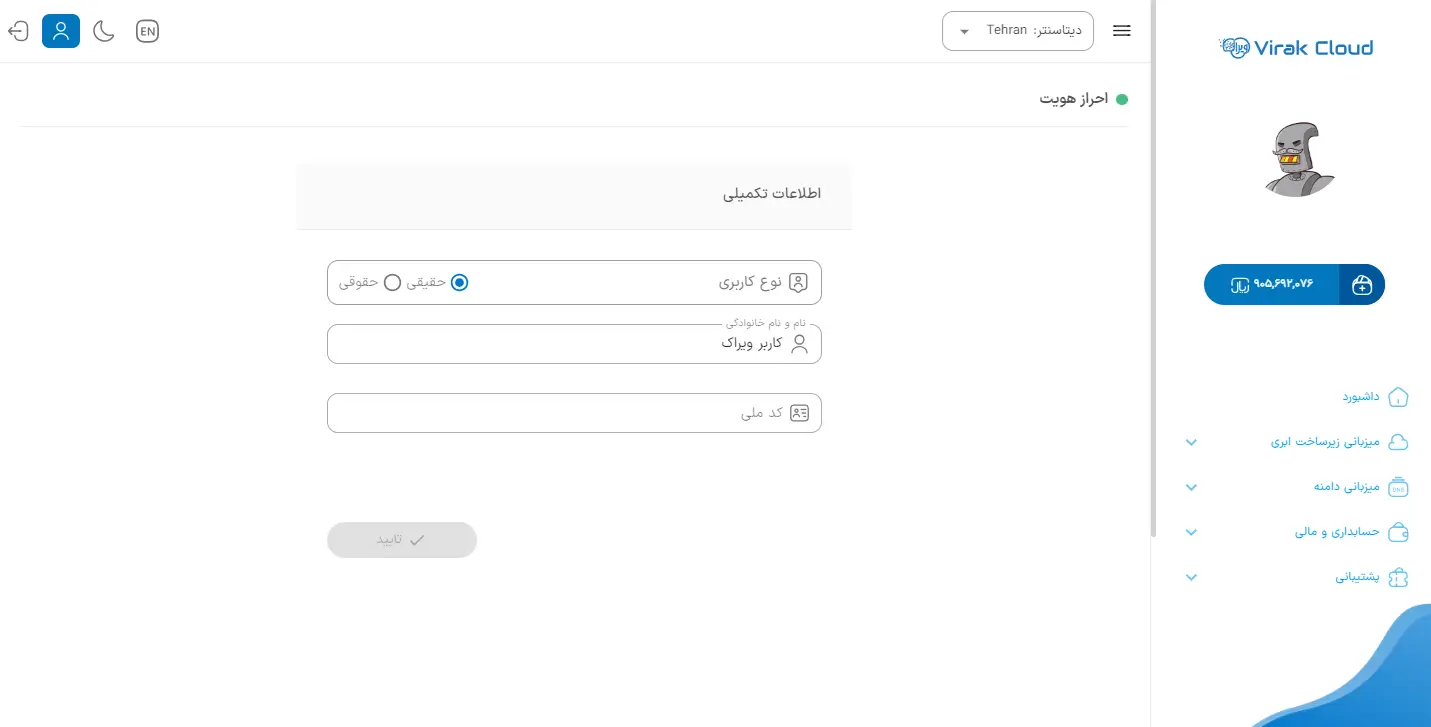 EN
دیتاسنتر: Tehran
Virak Cloud
احراز هویت
اطلاعات تکمیلی
نوع کاربری
حقیقی
حقوقی
نام و نام خانوادگی
کاربر ویراک
کد ملی
تایید
۹۰۵,۶۹۲,۰۷۶ ریال
داشبورد
میزبانی زیرساخت ابری
میزبانی دامنه
حسابداری و مالی
پشتیبانی